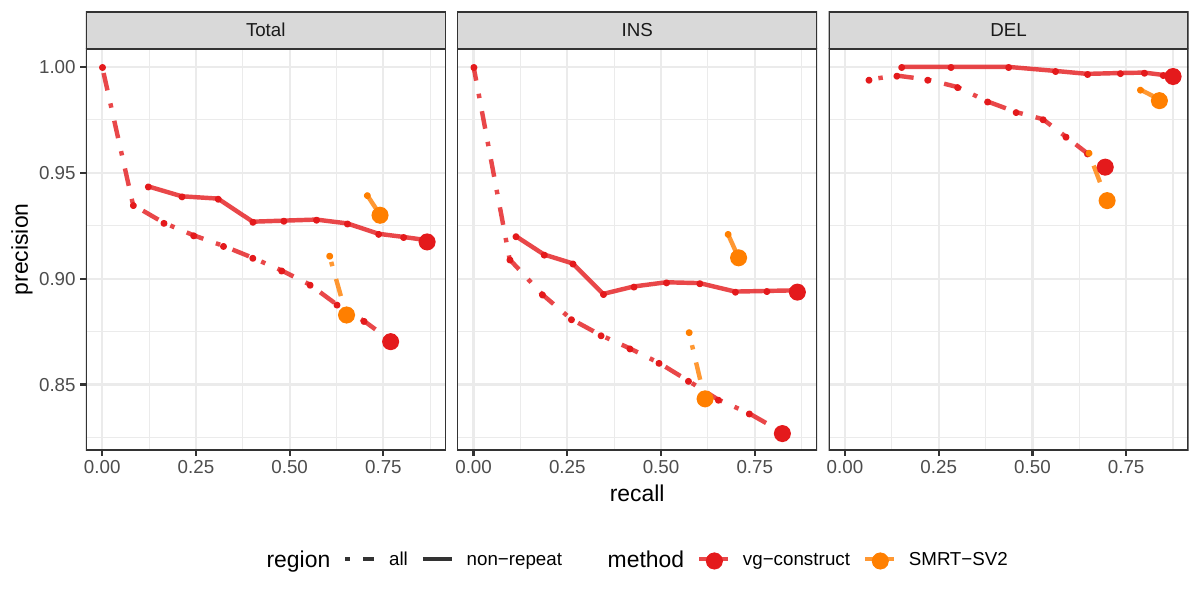 Total INS DEL
1.00
0.95
0.90
0.85
precision
0.00 0.25 0.50 0.75 0.00 0.25 0.50 0.75 0.00 0.25 0.50 0.75
recall
region all non−repeat method vg−construct SMRT−SV2